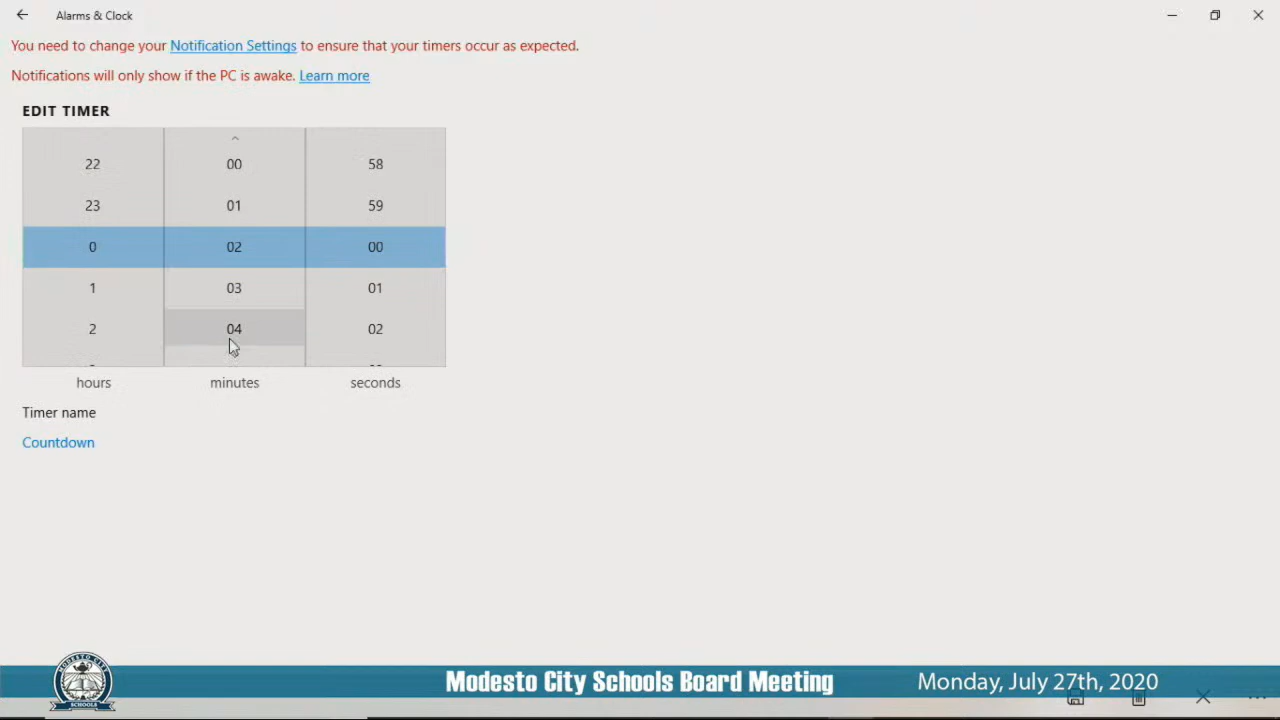 Alarms & Clock
You need to change your Notification Settings to ensure that your timers occur as expected.
Notifications will only show if the PC is awake. Learn more
EDIT TIMER
22 00 58
23 01 59
0 02 00
1 03 01
2 04 02
hours minutes seconds
Timer name
Countdown
MODESTO CITY
SCHOOLS
Modesto City Schools Board Meeting
Monday, July 27th, 2020